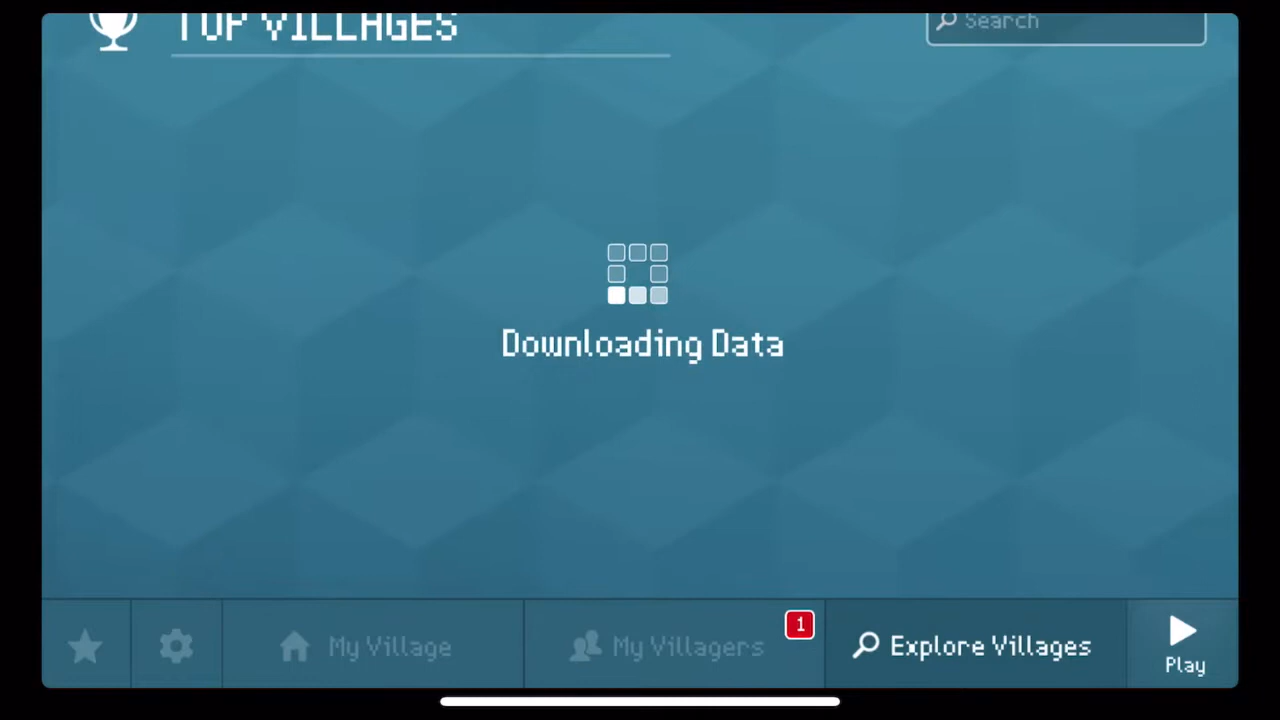 TOP VILLAGES
Search
Downloading Data
My Village
My Villagers
1
Explore Villages
Play